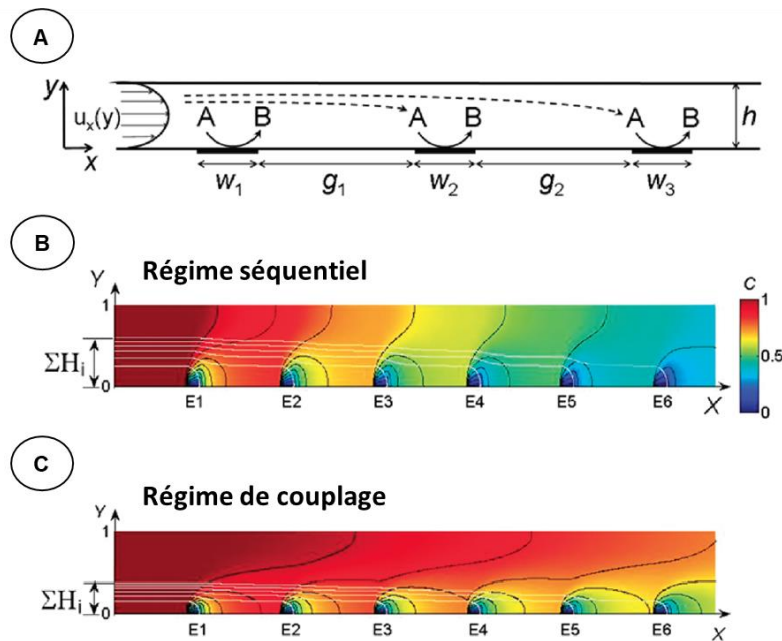 A
y
u_x(y)
x
A B A B A B
h
w₁ g₁ w₂ g₂ w₃
B
Régime séquentiel
Y
1
ΣHᵢ
0
E1 E2 E3 E4 E5 E6
X
C
1
0.5
0
C
Régime de couplage
Y
1
ΣHᵢ
0
E1 E2 E3 E4 E5 E6
X